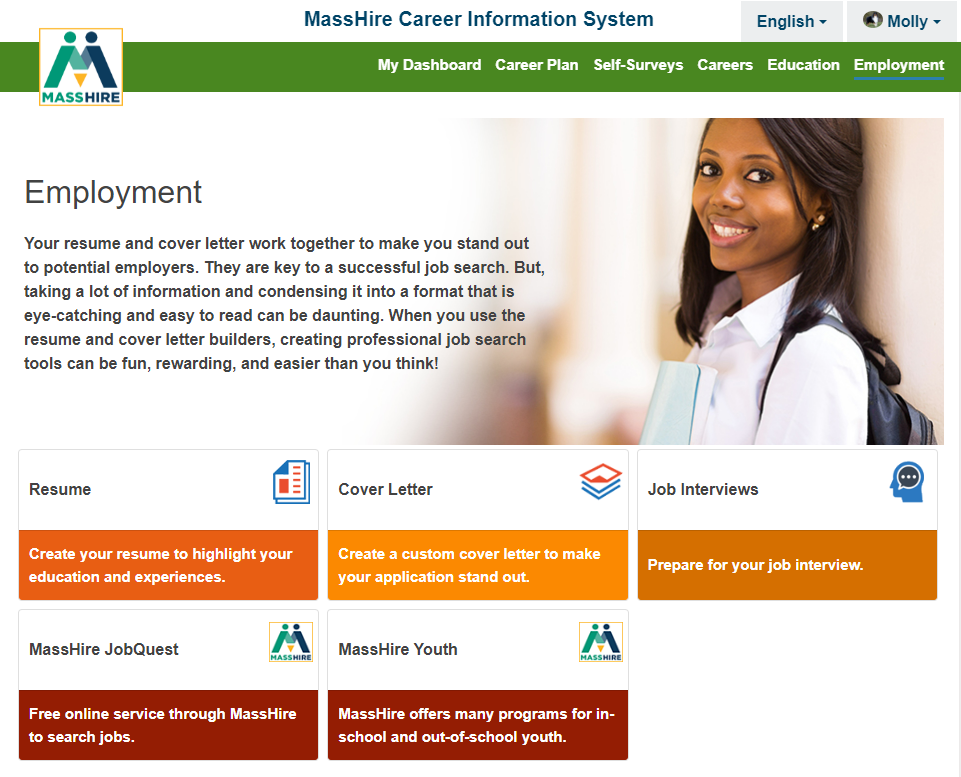 MassHire Career Information System
English
Molly
MASSHIRE
My Dashboard Career Plan Self-Surveys Careers Education Employment
Employment
Your resume and cover letter work together to make you stand out
to potential employers. They are key to a successful job search. But,
taking a lot of information and condensing it into a format that is
eye-catching and easy to read can be daunting. When you use the
resume and cover letter builders, creating professional job search
tools can be fun, rewarding, and easier than you think!
Resume
Create your resume to highlight your
education and experiences.
Cover Letter
Create a custom cover letter to make
your application stand out.
Job Interviews
Prepare for your job interview.
MassHire JobQuest
MASSHIRE
Free online service through MassHire
to search jobs.
MassHire Youth
MASSHIRE
MassHire offers many programs for in-
school and out-of-school youth.